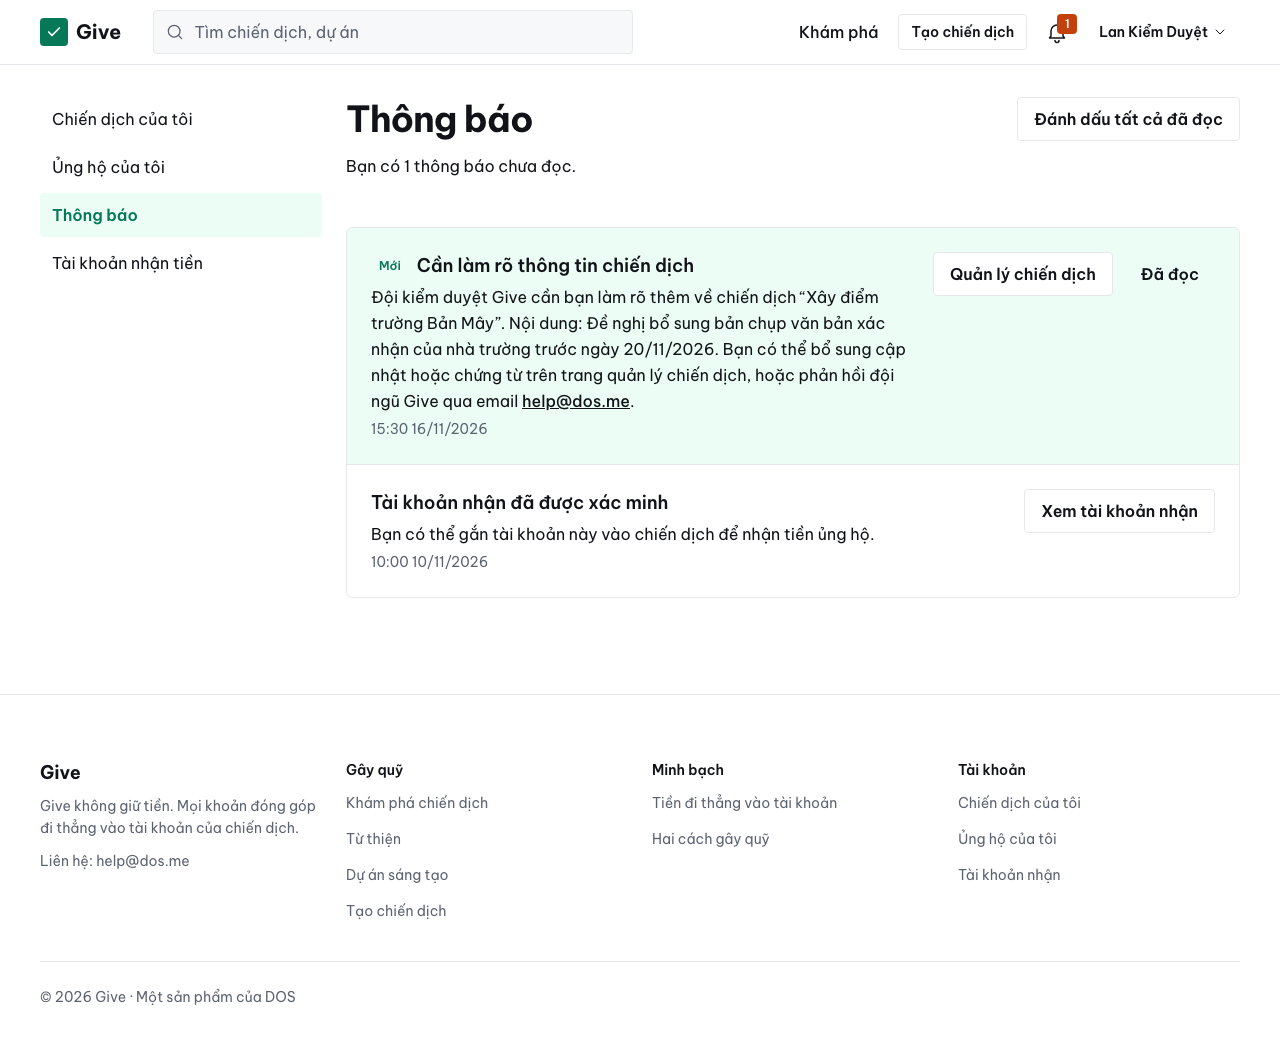 Give
Tìm chiến dịch, dự án
Khám phá
Tạo chiến dịch
1
Lan Kiểm Duyệt
Chiến dịch của tôi
Ủng hộ của tôi
Thông báo
Tài khoản nhận tiền
Thông báo
Đánh dấu tất cả đã đọc
Bạn có 1 thông báo chưa đọc.
Mới
Cần làm rõ thông tin chiến dịch
Quản lý chiến dịch
Đã đọc
Đội kiểm duyệt Give cần bạn làm rõ thêm về chiến dịch “Xây điểm
trường Bản Mây”. Nội dung: Đề nghị bổ sung bản chụp văn bản xác
nhận của nhà trường trước ngày 20/11/2026. Bạn có thể bổ sung cập
nhật hoặc chứng từ trên trang quản lý chiến dịch, hoặc phản hồi đội
ngũ Give qua email help@dos.me.
15:30 16/11/2026
Tài khoản nhận đã được xác minh
Xem tài khoản nhận
Bạn có thể gắn tài khoản này vào chiến dịch để nhận tiền ủng hộ.
10:00 10/11/2026
Give
Give không giữ tiền. Mọi khoản đóng góp
đi thẳng vào tài khoản của chiến dịch.
Liên hệ: help@dos.me
Gây quỹ
Khám phá chiến dịch
Từ thiện
Dự án sáng tạo
Tạo chiến dịch
Minh bạch
Tiền đi thẳng vào tài khoản
Hai cách gây quỹ
Tài khoản
Chiến dịch của tôi
Ủng hộ của tôi
Tài khoản nhận
© 2026 Give · Một sản phẩm của DOS